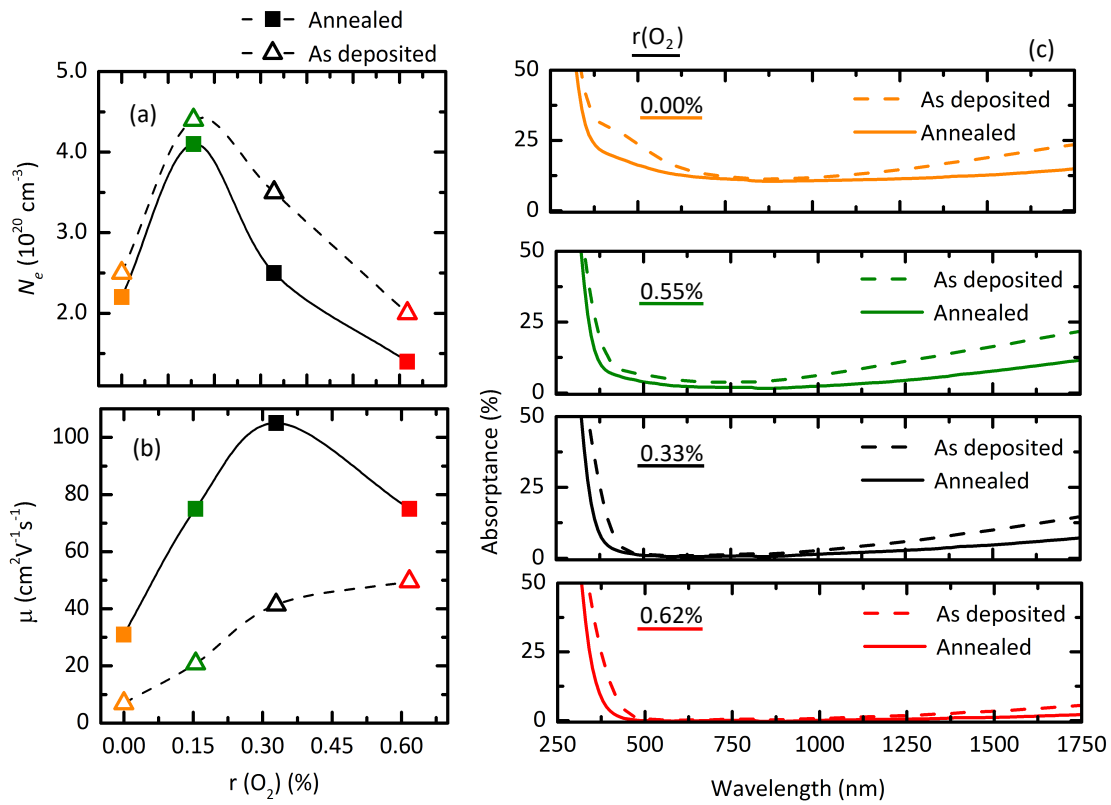 Annealed
As deposited
(a)
5.0
4.0
3.0
2.0
Nₑ (10²⁰ cm⁻³)
(b)
100
80
60
40
20
0
μ (cm²V⁻¹s⁻¹)
0.00 0.15 0.30 0.45 0.60
r (O₂) (%)
r(O₂)
(c)
50
25
0
0.00%
As deposited
Annealed
50
25
0
0.55%
As deposited
Annealed
50
25
0
0.33%
As deposited
Annealed
50
25
0
0.62%
As deposited
Annealed
Absorptance (%)
250 500 750 1000 1250 1500 1750
Wavelength (nm)